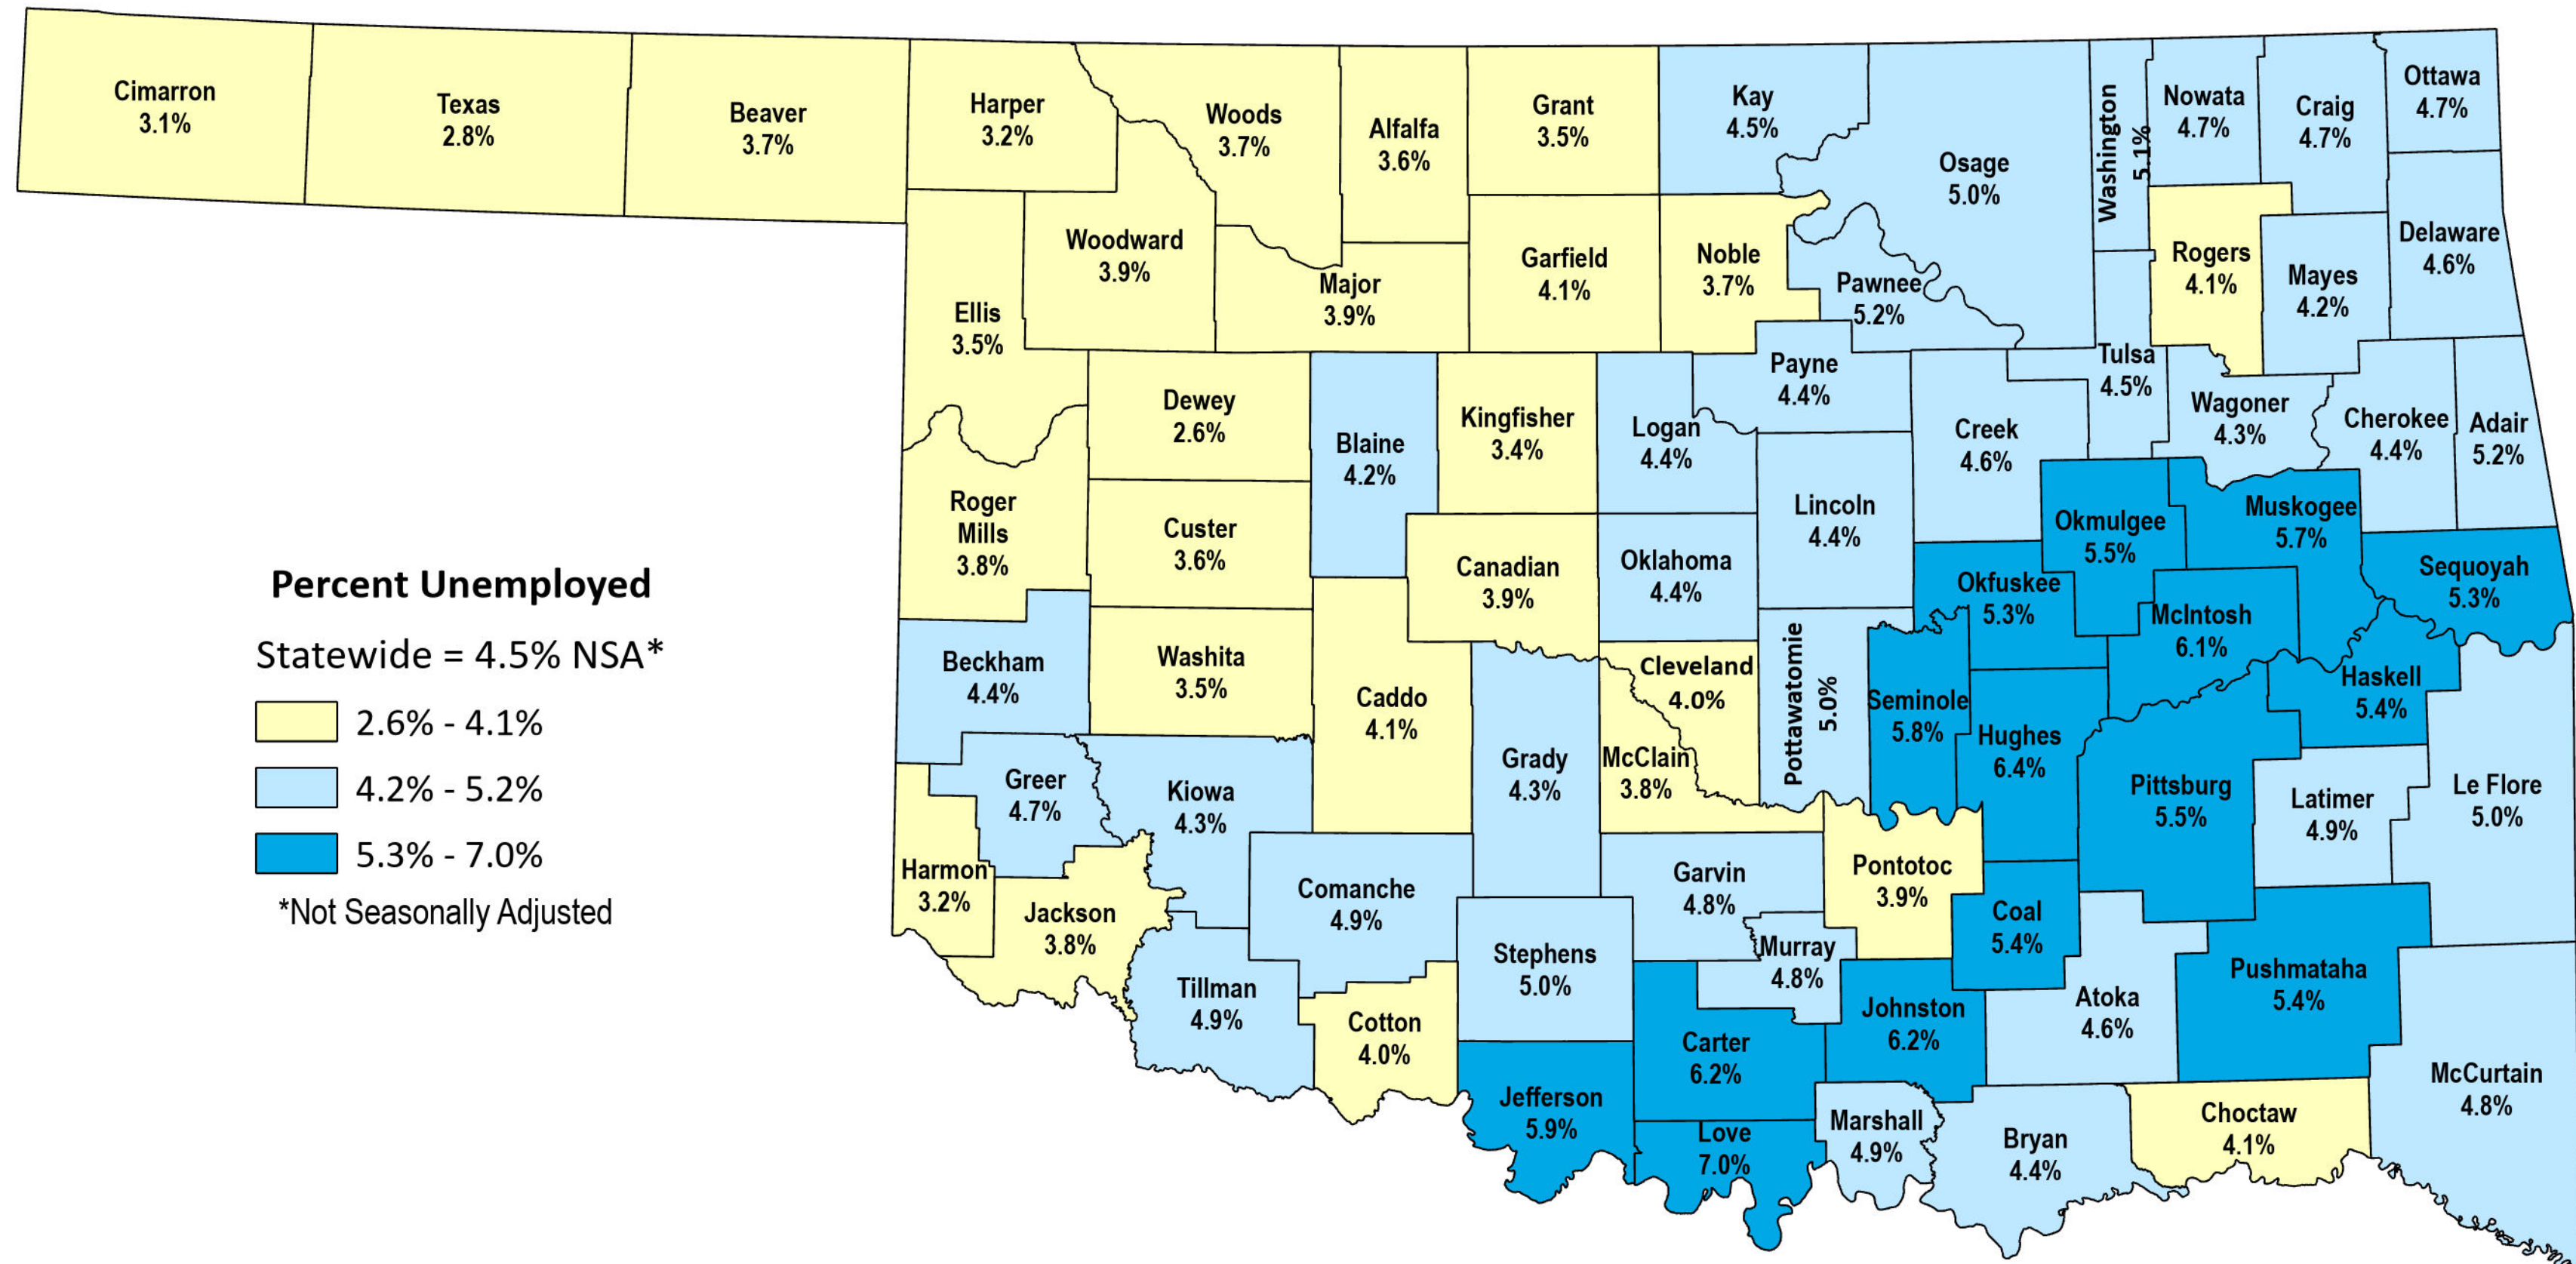 Cimarron
3.1%
Texas
2.8%
Beaver
3.7%
Harper
3.2%
Woods
3.7%
Alfalfa
3.6%
Grant
3.5%
Kay
4.5%
Osage
5.0%
Washington
5.1%
Nowata
4.7%
Craig
4.7%
Ottawa
4.7%
Ellis
3.5%
Woodward
3.9%
Major
3.9%
Garfield
4.1%
Noble
3.7%
Pawnee
5.2%
Rogers
4.1%
Mayes
4.2%
Delaware
4.6%
Dewey
2.6%
Blaine
4.2%
Kingfisher
3.4%
Logan
4.4%
Payne
4.4%
Creek
4.6%
Tulsa
4.5%
Wagoner
4.3%
Cherokee
4.4%
Adair
5.2%
Roger
Mills
3.8%
Custer
3.6%
Canadian
3.9%
Oklahoma
4.4%
Lincoln
4.4%
Okfuskee
5.3%
Okmulgee
5.5%
Muskogee
5.7%
McIntosh
6.1%
Sequoyah
5.3%
Percent Unemployed
Statewide = 4.5% NSA*
2.6% - 4.1%
4.2% - 5.2%
5.3% - 7.0%
*Not Seasonally Adjusted
Beckham
4.4%
Washita
3.5%
Caddo
4.1%
Grady
4.3%
McClain
3.8%
Cleveland
4.0%
Pottawatomie
5.0%
Seminole
5.8%
Hughes
6.4%
Pittsburg
5.5%
Haskell
5.4%
Latimer
4.9%
Le Flore
5.0%
Harmon
3.2%
Greer
4.7%
Kiowa
4.3%
Jackson
3.8%
Comanche
4.9%
Tillman
4.9%
Cotton
4.0%
Stephens
5.0%
Garvin
4.8%
Murray
4.8%
Pontotoc
3.9%
Coal
5.4%
Johnston
6.2%
Atoka
4.6%
Pushmataha
5.4%
McCurtain
4.8%
Jefferson
5.9%
Carter
6.2%
Love
7.0%
Marshall
4.9%
Bryan
4.4%
Choctaw
4.1%